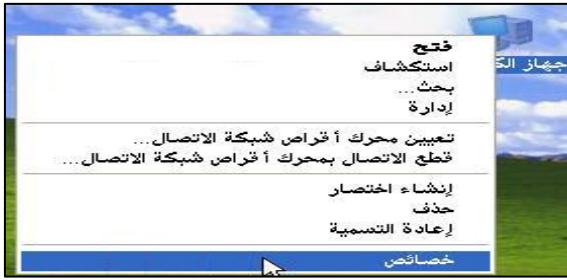 جهاز
فتح
استكشاف
بحث...
إدارة
تعيين محرك أقراص شبكة الاتصال...
قطع الاتصال بمحرك أقراص شبكة الاتصال...
إنشاء اختصار
حذف
إعادة التسمية
خصائص